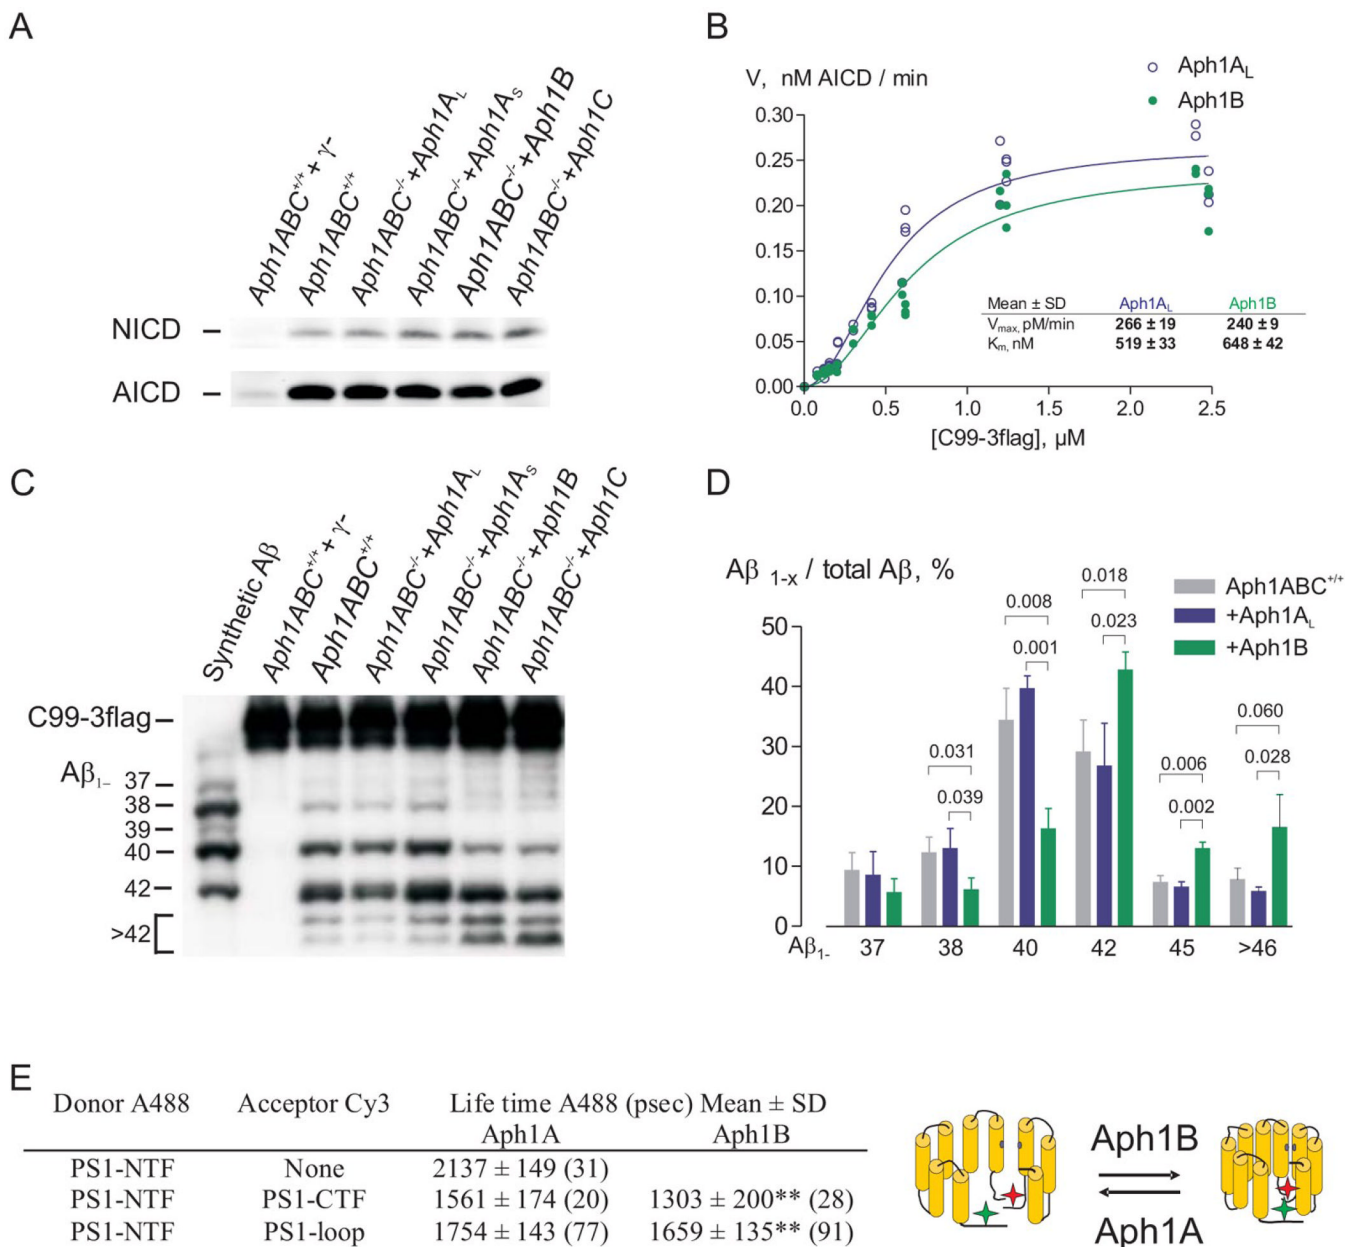 A
Aph1ABC+/+ + γ-
Aph1ABC+/+
Aph1ABC-/-+Aph1AL
Aph1ABC-/-+Aph1AS
Aph1ABC-/-+Aph1B
Aph1ABC-/-+Aph1C
NICD –
AICD –
B
V, nM AICD / min
Aph1AL
Aph1B
0.30
0.25
0.20
0.15
0.10
0.05
0.00
0.0 0.5 1.0 1.5 2.0 2.5
[C99-3flag], µM
Mean ± SD Aph1AL Aph1B
Vmax, pM/min 266 ± 19 240 ± 9
Km, nM 519 ± 33 648 ± 42
C
Synthetic Aβ
Aph1ABC+/+ + γ-
Aph1ABC+/+
Aph1ABC-/-+Aph1AL
Aph1ABC-/-+Aph1AS
Aph1ABC-/-+Aph1B
Aph1ABC-/-+Aph1C
C99-3flag –
Aβ1–
37 –
38 –
39 –
40 –
42 –
>42
D
Aβ 1-x / total Aβ, %
Aph1ABC+/+
+Aph1AL
+Aph1B
50
40
30
20
10
0
0.031
0.039
0.008
0.001
0.018
0.023
0.006
0.002
0.060
0.028
Aβ1- 37 38 40 42 45 >46
E
Donor A488 Acceptor Cy3 Life time A488 (psec) Mean ± SD
Aph1A Aph1B
PS1-NTF None 2137 ± 149 (31)
PS1-NTF PS1-CTF 1561 ± 174 (20) 1303 ± 200** (28)
PS1-NTF PS1-loop 1754 ± 143 (77) 1659 ± 135** (91)
Aph1B
Aph1A